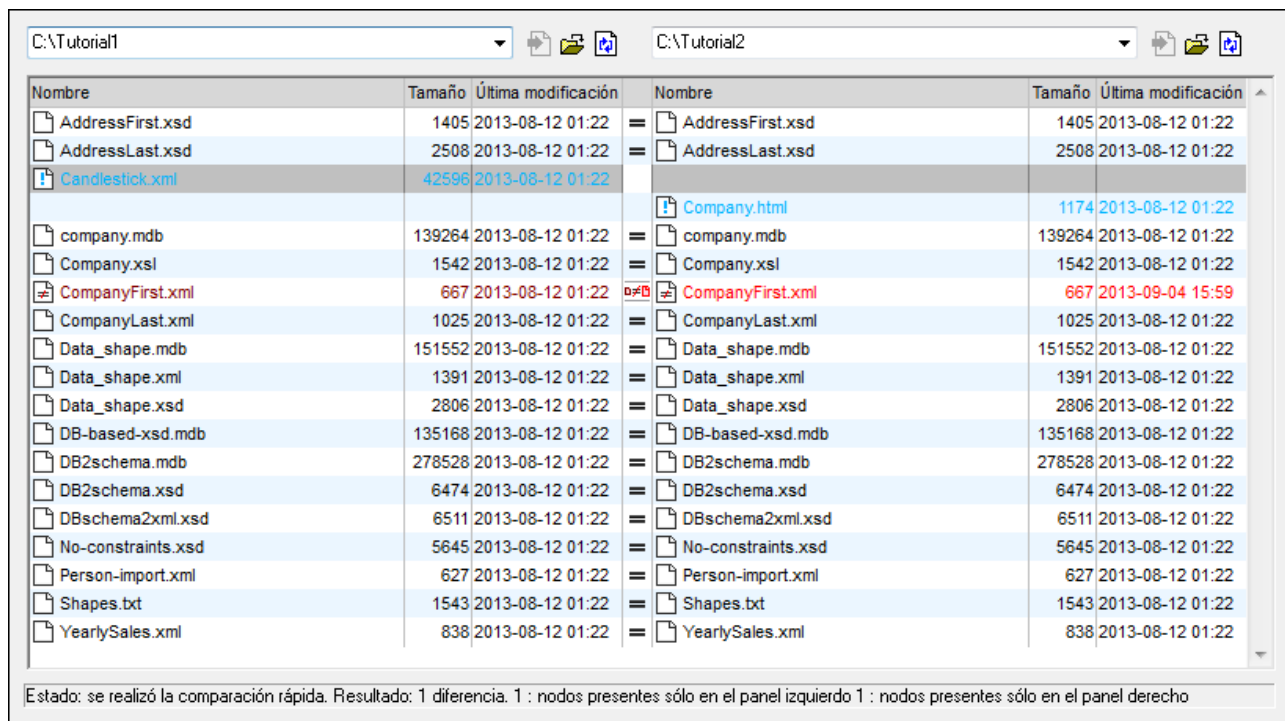 C:\Tutorial1 C:\Tutorial2
Nombre Tamaño Última modificación Nombre Tamaño Última modificación
AddressFirst.xsd 1405 2013-08-12 01:22 = AddressFirst.xsd 1405 2013-08-12 01:22
AddressLast.xsd 2508 2013-08-12 01:22 = AddressLast.xsd 2508 2013-08-12 01:22
Candlestick.xml 42596 2013-08-12 01:22
Company.html 1174 2013-08-12 01:22
company.mdb 139264 2013-08-12 01:22 = company.mdb 139264 2013-08-12 01:22
Company.xsl 1542 2013-08-12 01:22 = Company.xsl 1542 2013-08-12 01:22
CompanyFirst.xml 667 2013-08-12 01:22 ≠ CompanyFirst.xml 667 2013-09-04 15:59
CompanyLast.xml 1025 2013-08-12 01:22 = CompanyLast.xml 1025 2013-08-12 01:22
Data_shape.mdb 151552 2013-08-12 01:22 = Data_shape.mdb 151552 2013-08-12 01:22
Data_shape.xml 1391 2013-08-12 01:22 = Data_shape.xml 1391 2013-08-12 01:22
Data_shape.xsd 2806 2013-08-12 01:22 = Data_shape.xsd 2806 2013-08-12 01:22
DB-based-xsd.mdb 135168 2013-08-12 01:22 = DB-based-xsd.mdb 135168 2013-08-12 01:22
DB2schema.mdb 278528 2013-08-12 01:22 = DB2schema.mdb 278528 2013-08-12 01:22
DB2schema.xsd 6474 2013-08-12 01:22 = DB2schema.xsd 6474 2013-08-12 01:22
DBschema2xml.xsd 6511 2013-08-12 01:22 = DBschema2xml.xsd 6511 2013-08-12 01:22
No-constraints.xsd 5645 2013-08-12 01:22 = No-constraints.xsd 5645 2013-08-12 01:22
Person-import.xml 627 2013-08-12 01:22 = Person-import.xml 627 2013-08-12 01:22
Shapes.txt 1543 2013-08-12 01:22 = Shapes.txt 1543 2013-08-12 01:22
YearlySales.xml 838 2013-08-12 01:22 = YearlySales.xml 838 2013-08-12 01:22
Estado: se realizó la comparación rápida. Resultado: 1 diferencia. 1 : nodos presentes sólo en el panel izquierdo 1 : nodos presentes sólo en el panel derecho